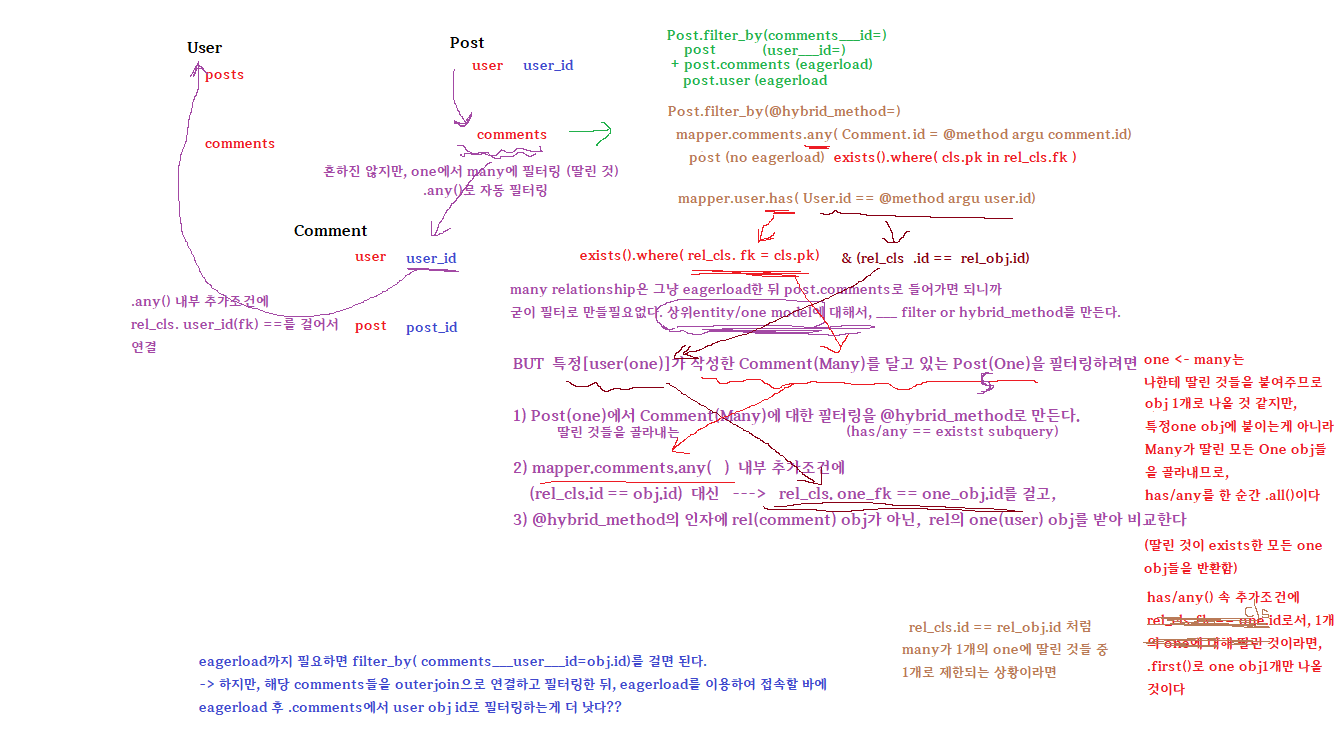 User
posts
comments
Post
user user_id
comments
흔하진 않지만, one에서 many에 필터링 (딸린 것)
.any()로 자동 필터링
Comment
user user_id
post post_id
.any() 내부 추가조건에
rel_cls. user_id(fk) ==를 걸어서
연결
Post.filter_by(comments___id=)
post (user___id=)
+ post.comments (eagerload)
post.user (eagerload
Post.filter_by(@hybrid_method=)
mapper.comments.any( Comment.id = @method argu comment.id)
post (no eagerload) exists().where( cls.pk in rel_cls.fk )
mapper.user.has( User.id == @method argu user.id)
exists().where( rel_cls. fk = cls.pk) & (rel_cls .id == rel_obj.id)
many relationship은 그냥 eagerload한 뒤 post.comments로 들어가면 되니까
굳이 필터로 만들필요없다. 상위entity/one model에 대해서, ___ filter or hybrid_method를 만든다.
BUT 특정[user(one)]가 작성한 Comment(Many)를 달고 있는 Post(One)을 필터링하려면
1) Post(one)에서 Comment(Many)에 대한 필터링을 @hybrid_method로 만든다.
딸린 것들을 골라내는 (has/any == existst subquery)
2) mapper.comments.any( ) 내부 추가조건에
(rel_cls.id == obj.id) 대신 ---> rel_cls. one_fk == one_obj.id를 걸고,
3) @hybrid_method의 인자에 rel(comment) obj가 아닌, rel의 one(user) obj를 받아 비교한다
one <- many는
나한테 딸린 것들을 붙여주므로
obj 1개로 나올 것 같지만,
특정one obj에 붙이는게 아니라
Many가 딸린 모든 One obj들
을 골라내므로,
has/any를 한 순간 .all()이다
(딸린 것이 exists한 모든 one
obj들을 반환함)
has/any() 속 추가조건에
cls
rel_cls.fk == one.id로서, 1개
의 one에 대해 딸린 것이라면,
.first()로 one obj1개만 나올
것이다
rel_cls.id == rel_obj.id 처럼
many가 1개의 one에 딸린 것들 중
1개로 제한되는 상황이라면
eagerload까지 필요하면 filter_by( comments___user___id=obj.id)를 걸면 된다.
-> 하지만, 해당 comments들을 outerjoin으로 연결하고 필터링한 뒤, eagerload를 이용하여 접속할 바에
eagerload 후 .comments에서 user obj id로 필터링하는게 더 낫다??